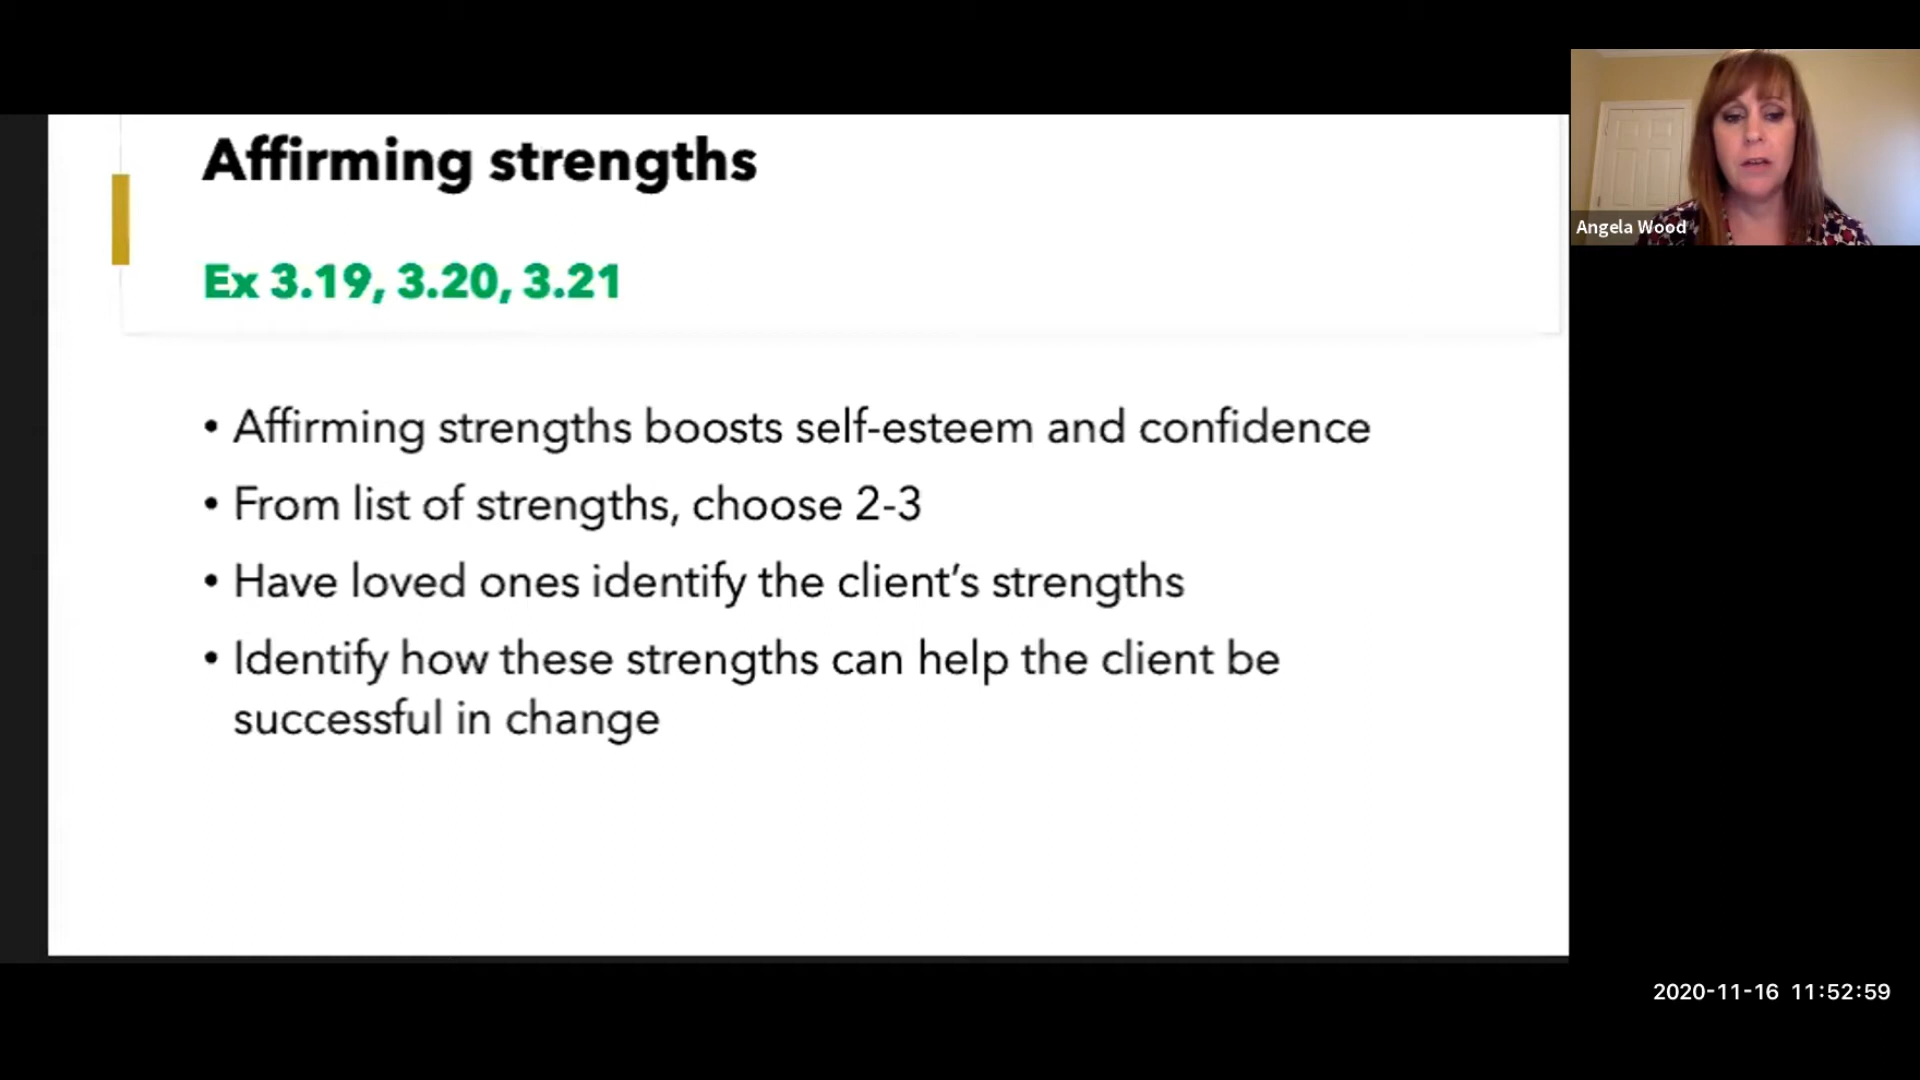 Affirming strengths
Ex 3.19, 3.20, 3.21
• Affirming strengths boosts self-esteem and confidence
• From list of strengths, choose 2-3
• Have loved ones identify the client’s strengths
• Identify how these strengths can help the client be
successful in change
Angela Wood
2020-11-16 11:52:59